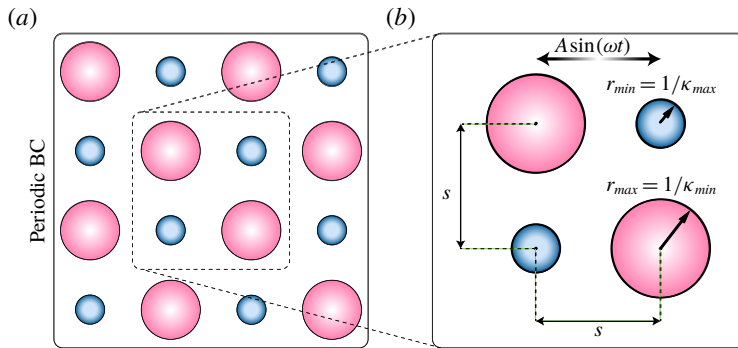 (a)
(b)
Periodic BC
A sin(ωt)
r_min = 1/κ_max
r_max = 1/κ_min
s
s